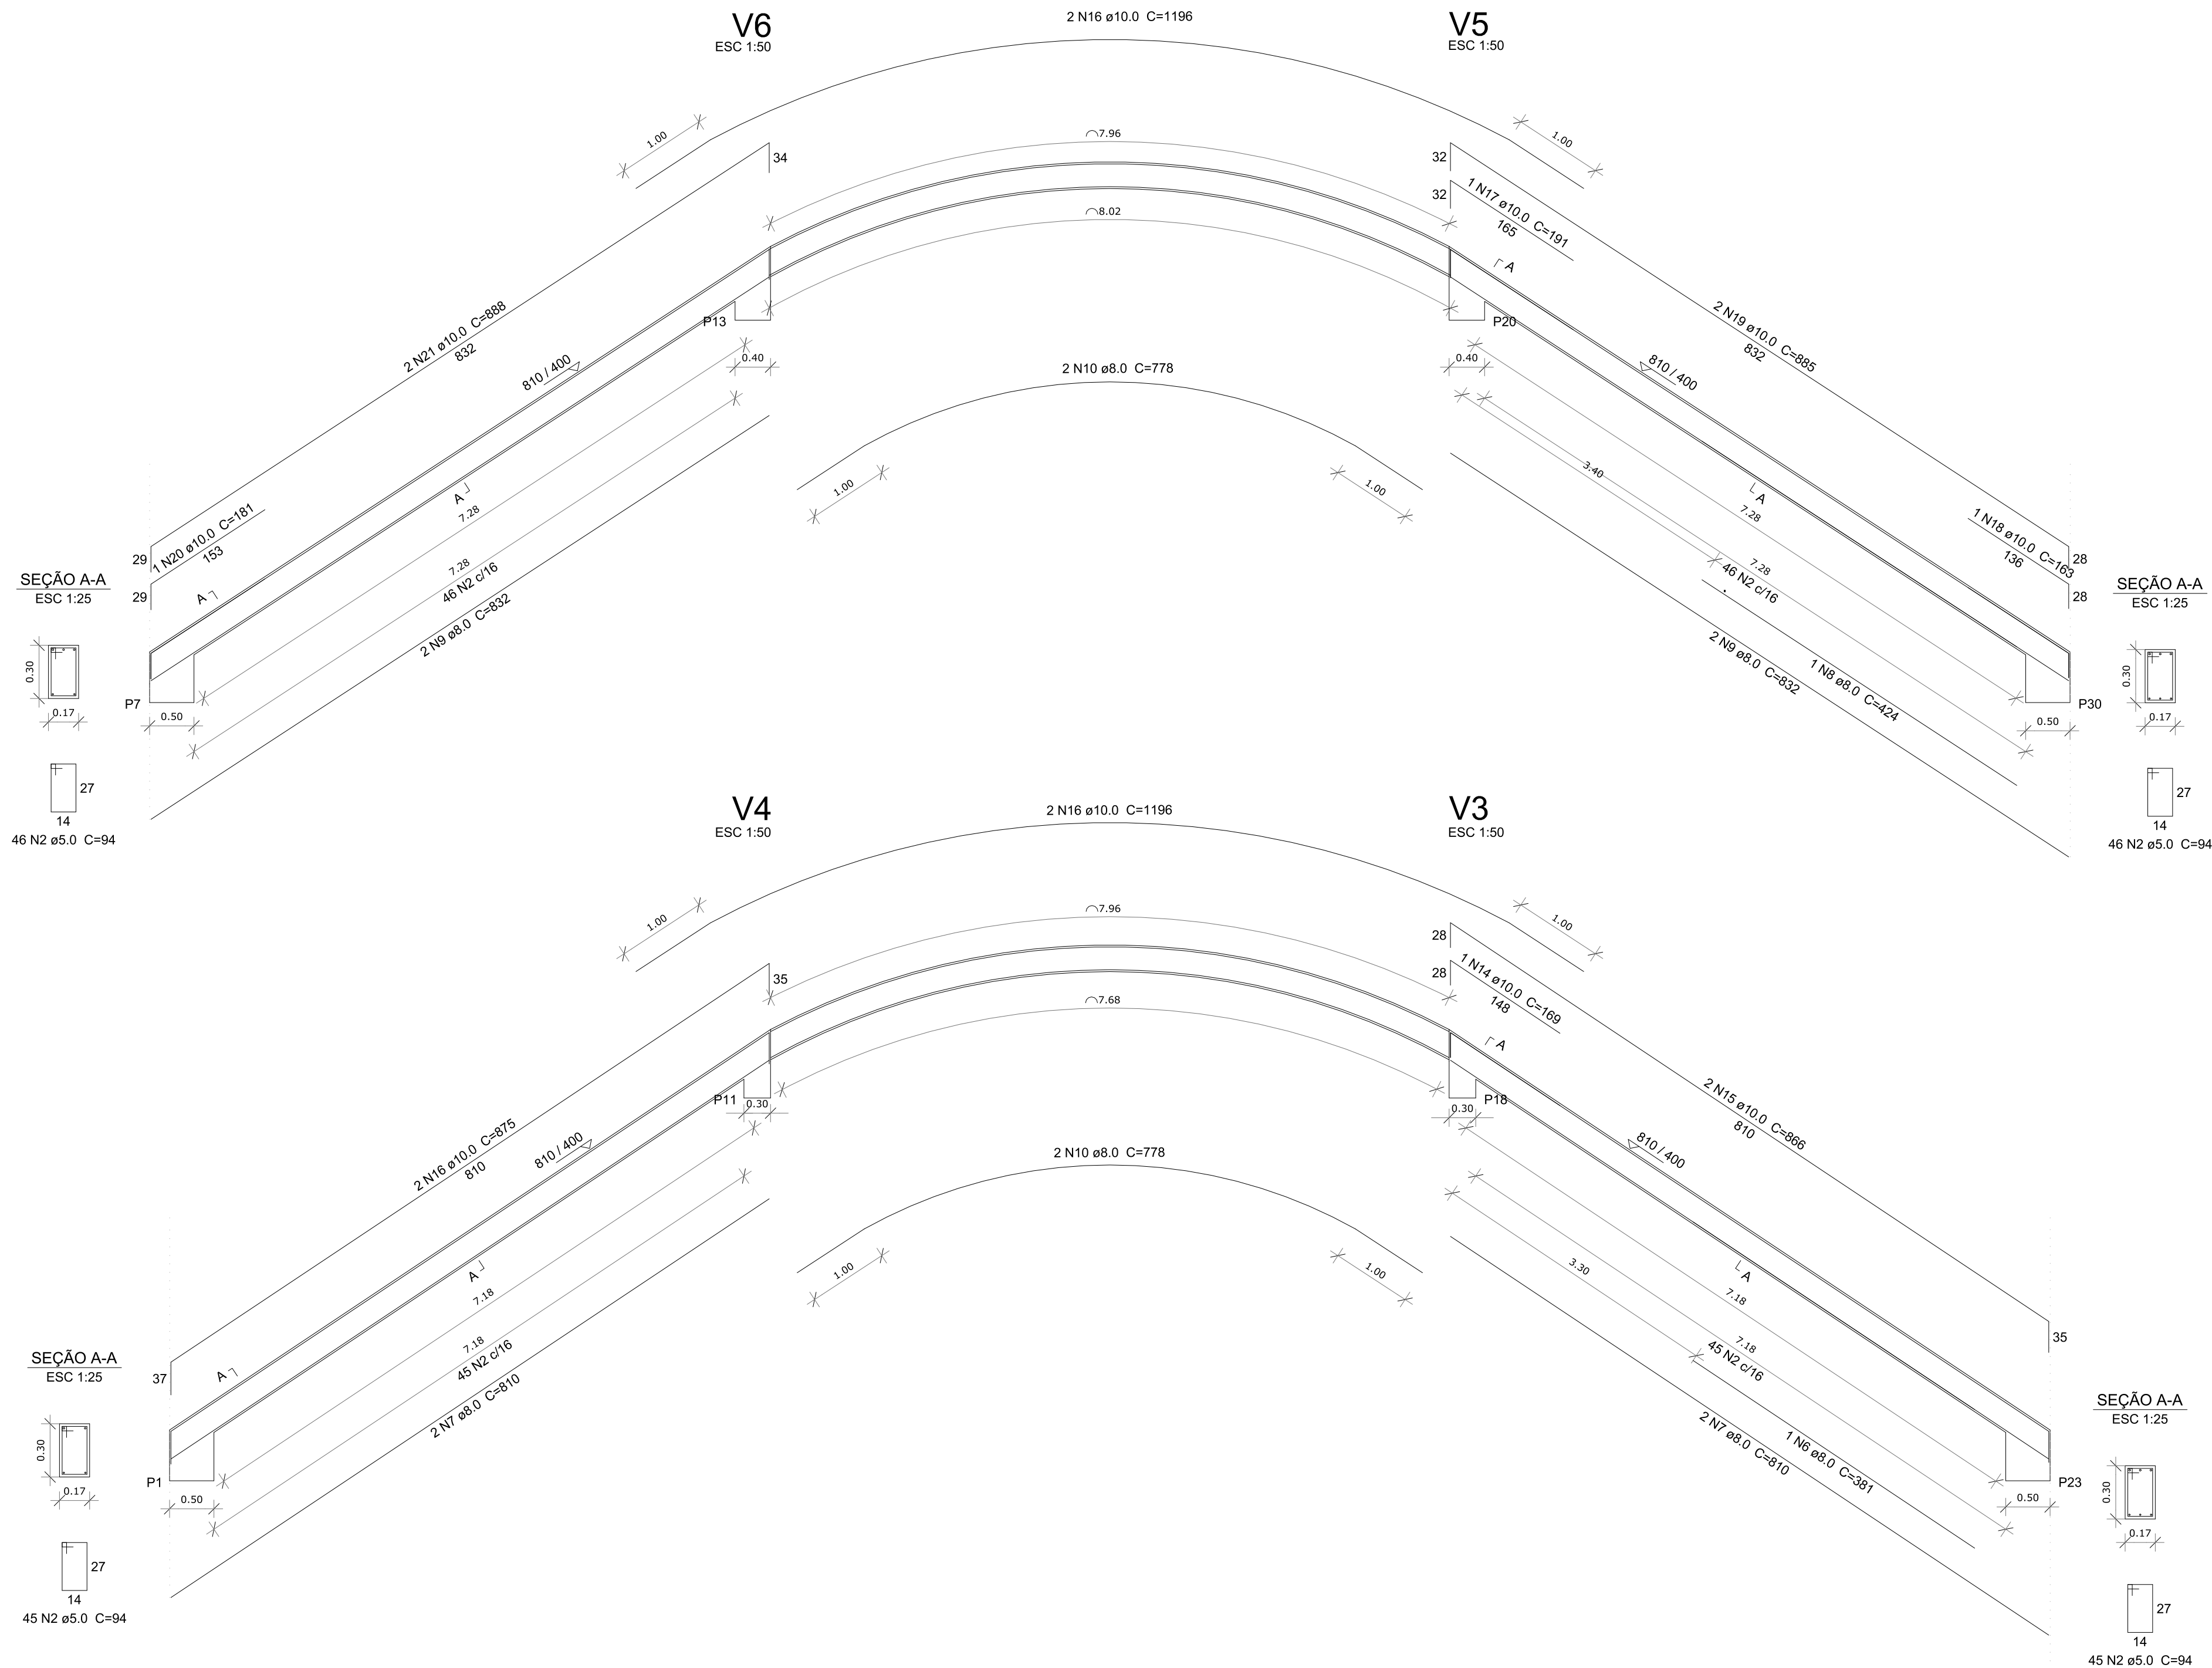 V6
ESC 1:50
2 N16 ø10.0  C=1196
V5
ESC 1:50
1.00
1.00
7.96
34
32
32
1 N17 ø10.0  C=191
165
8.02
A
2 N21 ø10.0  C=888
832
2 N19 ø10.0  C=885
832
P13
P20
0.40
0.40
810 / 400
810 / 400
2 N10 ø8.0  C=778
1.00
1.00
A
7.28
7.28
46 N2 c/16
2 N9 ø8.0  C=832
3.40
A
7.28
7.28
46 N2 c/16
1 N8 ø8.0  C=424
2 N9 ø8.0  C=832
1 N20 ø10.0  C=181
153
29
29
A
1 N18 ø10.0  C=163
136
28
28
SEÇÃO A-A
ESC 1:25
0.30
0.17
27
14
46 N2 ø5.0  C=94
P7
0.50
P30
0.50
SEÇÃO A-A
ESC 1:25
0.30
0.17
27
14
46 N2 ø5.0  C=94
V4
ESC 1:50
2 N16 ø10.0  C=1196
V3
ESC 1:50
1.00
1.00
7.96
35
28
28
1 N14 ø10.0  C=169
148
7.68
A
2 N16 ø10.0  C=875
810
2 N15 ø10.0  C=866
810
P11
0.30
P18
0.30
810 / 400
810 / 400
2 N10 ø8.0  C=778
1.00
1.00
A
7.18
7.18
45 N2 c/16
2 N7 ø8.0  C=810
3.30
A
7.18
7.18
45 N2 c/16
1 N6 ø8.0  C=381
2 N7 ø8.0  C=810
37
A
35
SEÇÃO A-A
ESC 1:25
0.30
0.17
27
14
45 N2 ø5.0  C=94
P1
0.50
P23
0.50
SEÇÃO A-A
ESC 1:25
0.30
0.17
27
14
45 N2 ø5.0  C=94